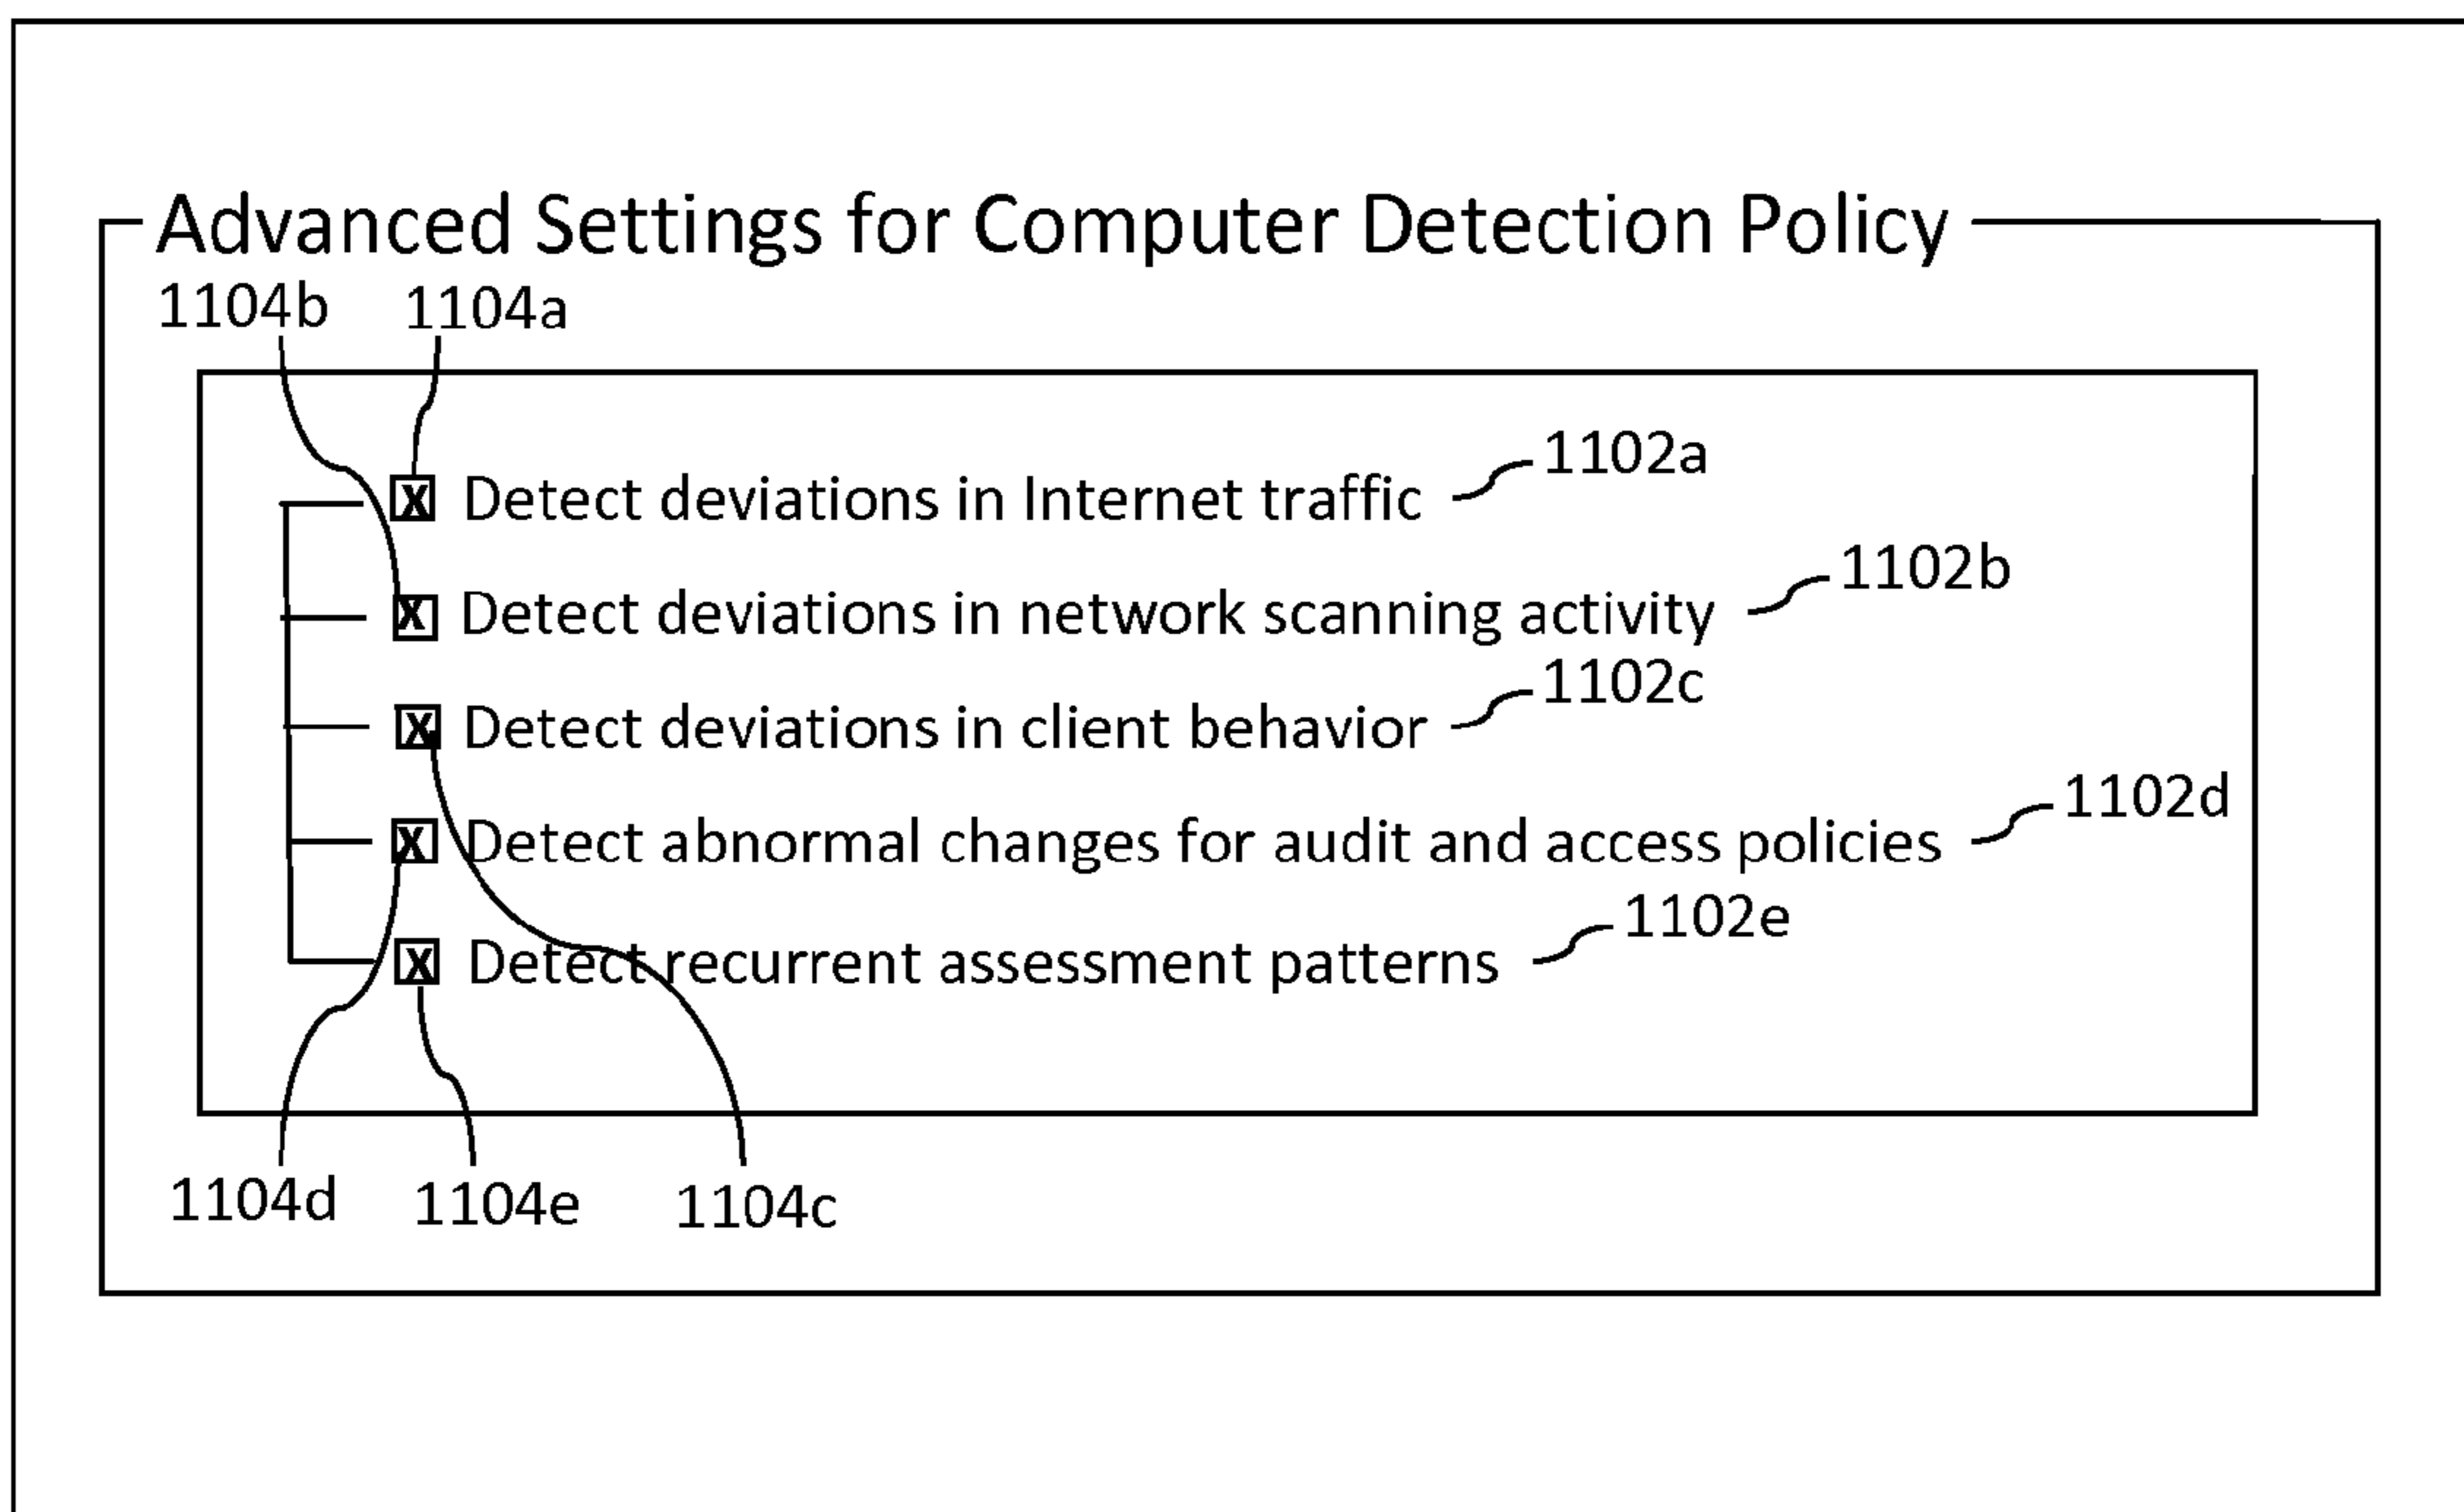 Advanced Settings for Computer Detection Policy
1104b 1104a
X Detect deviations in Internet traffic 1102a
X Detect deviations in network scanning activity 1102b
X Detect deviations in client behavior 1102c
X Detect abnormal changes for audit and access policies 1102d
X Detect recurrent assessment patterns 1102e
1104d 1104e 1104c